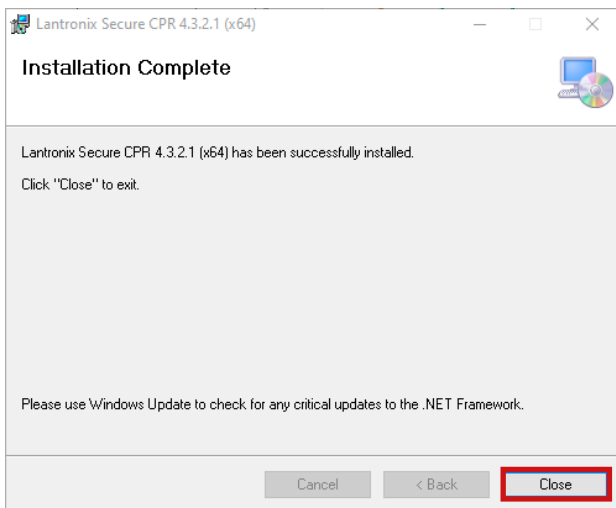 Lantronix Secure CPR 4.3.2.1 (x64)
Installation Complete
Lantronix Secure CPR 4.3.2.1 (x64) has been successfully installed.
Click "Close" to exit.
Please use Windows Update to check for any critical updates to the .NET Framework.
Cancel
< Back
Close